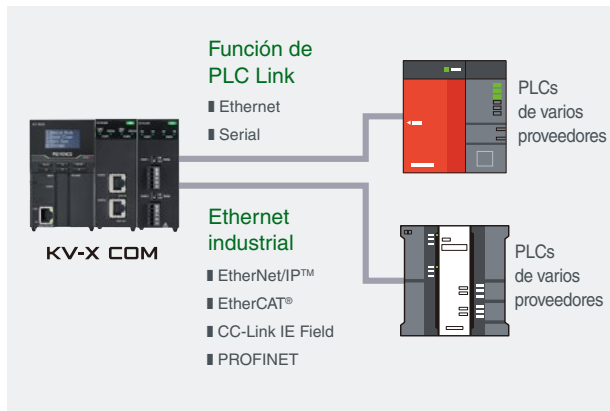 Función de
PLC Link
Ethernet
Serial
PLCs
de varios
proveedores
KEYENCE
KV-X COM
Ethernet
industrial
EtherNet/IP™
EtherCAT®
CC-Link IE Field
PROFINET
PLCs
de varios
proveedores